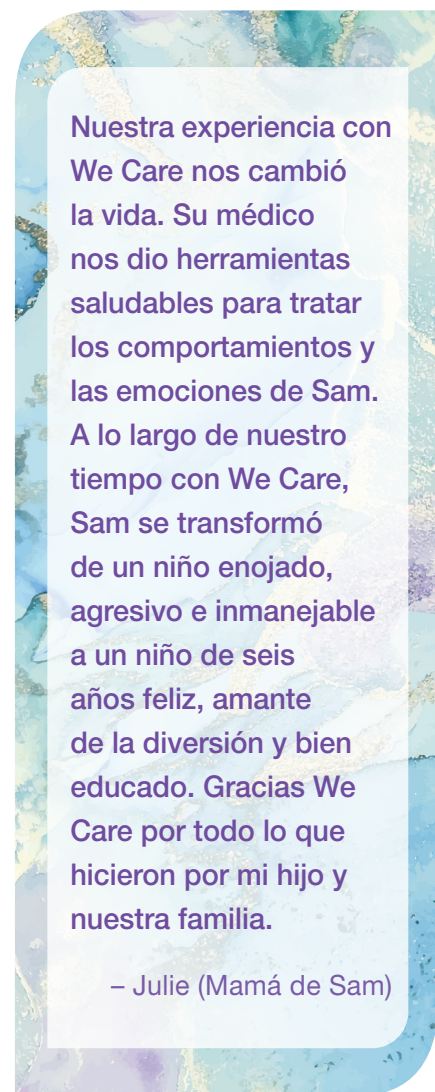 Nuestra experiencia con
We Care nos cambió
la vida. Su médico
nos dio herramientas
saludables para tratar
los comportamientos y
las emociones de Sam.
A lo largo de nuestro
tiempo con We Care,
Sam se transformó
de un niño enojado,
agresivo e inmanejable
a un niño de seis
años feliz, amante
de la diversión y bien
educado. Gracias We
Care por todo lo que
hicieron por mi hijo y
nuestra familia.
– Julie (Mamá de Sam)